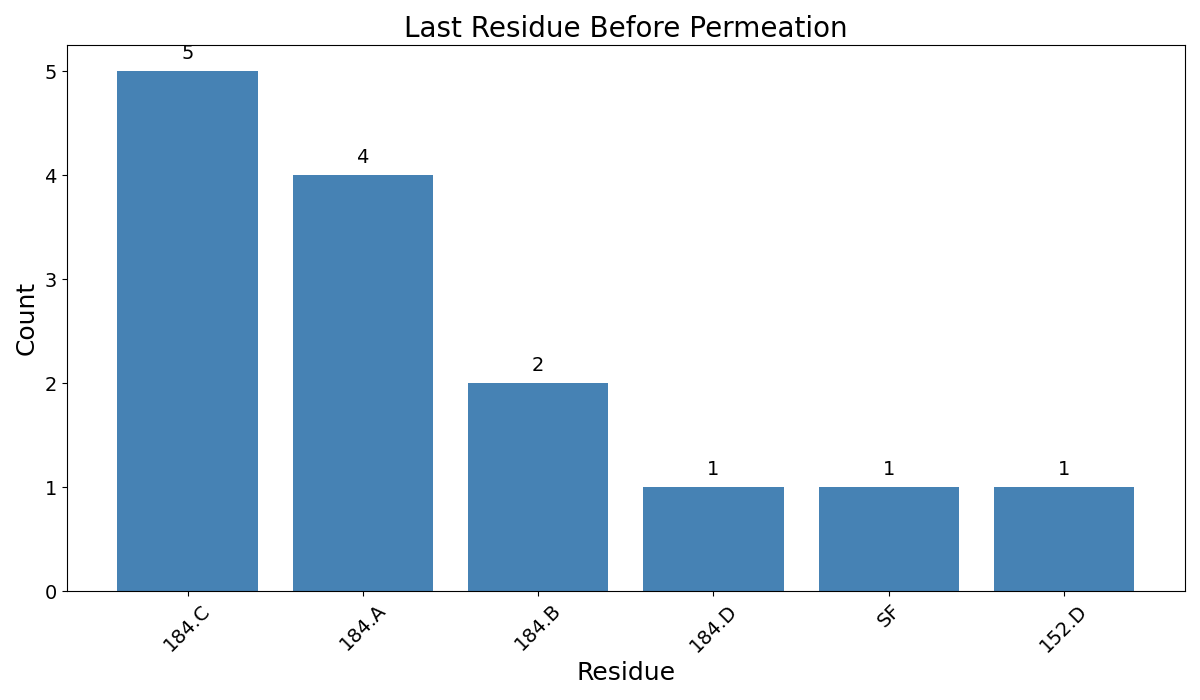 Last Residue Before Permeation
5
4
2
1
1
1
5
4
3
2
1
0
Count
184.C
184.A
184.B
184.D
SF
152.D
Residue